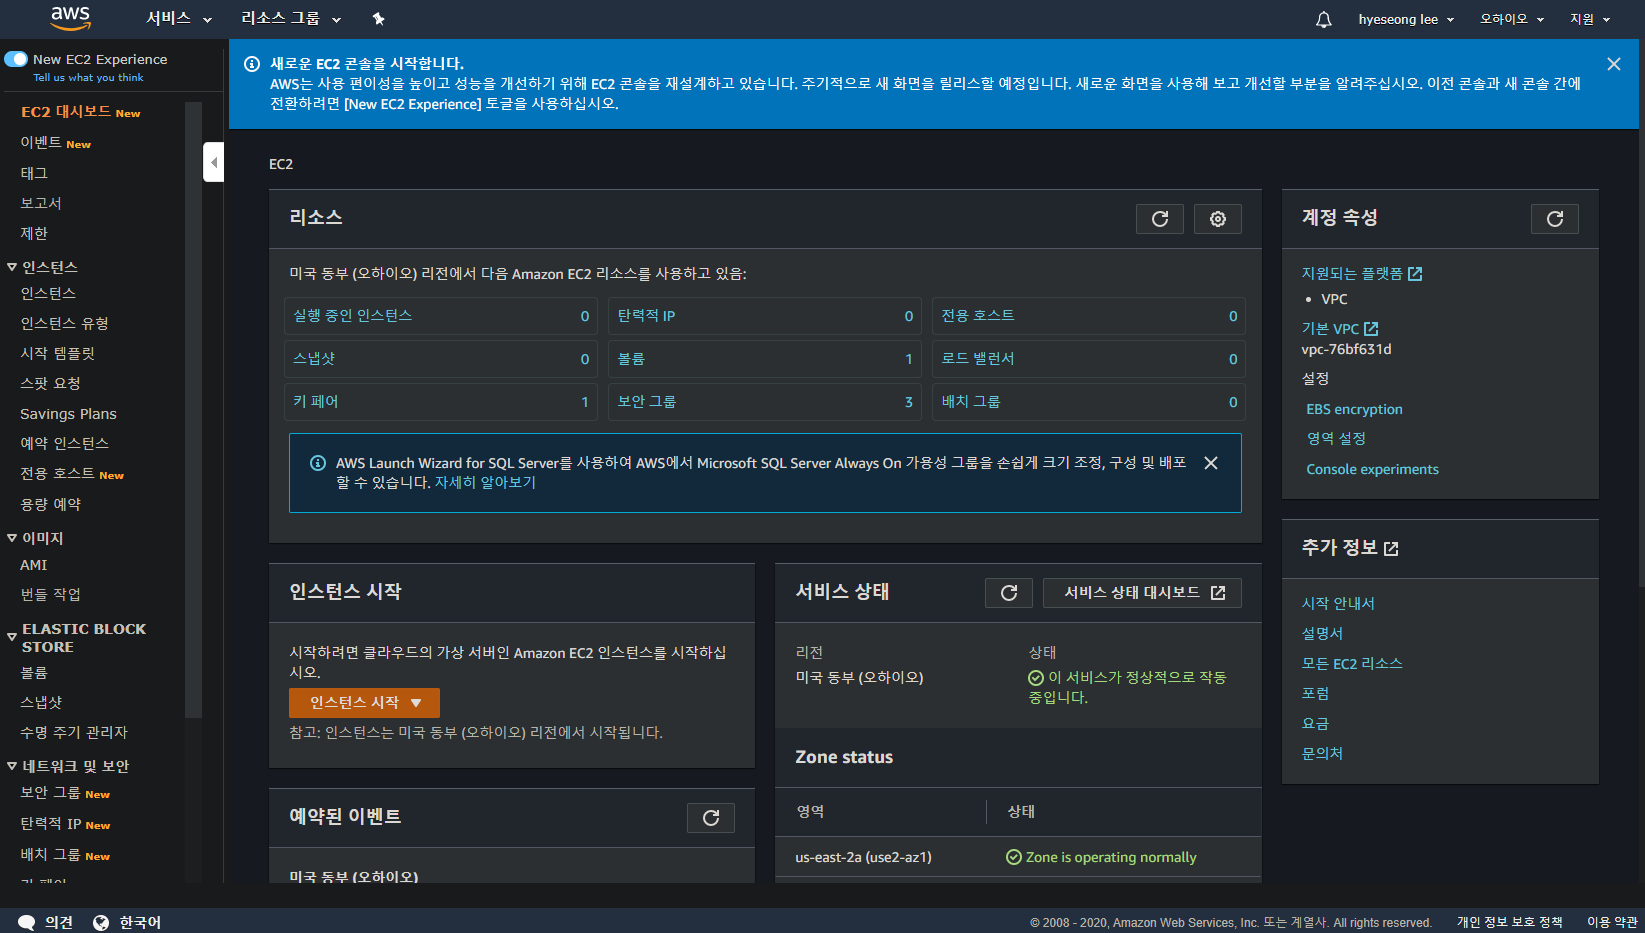 aws
서비스
리소스 그룹
hyeseong lee
오하이오
지원
New EC2 Experience
Tell us what you think
EC2 대시보드 New
이벤트 New
태그
보고서
제한
인스턴스
인스턴스
인스턴스 유형
시작 템플릿
스팟 요청
Savings Plans
예약 인스턴스
전용 호스트 New
용량 예약
이미지
AMI
번들 작업
ELASTIC BLOCK
STORE
볼륨
스냅샷
수명 주기 관리자
네트워크 및 보안
보안 그룹 New
탄력적 IP New
배치 그룹 New
새로운 EC2 콘솔을 시작합니다.
AWS는 사용 편이성을 높이고 성능을 개선하기 위해 EC2 콘솔을 재설계하고 있습니다. 주기적으로 새 화면을 릴리스할 예정입니다. 새로운 화면을 사용해 보고 개선할 부분을 알려주십시오. 이전 콘솔과 새 콘솔 간에
전환하려면 [New EC2 Experience] 토글을 사용하십시오.
EC2
리소스
미국 동부 (오하이오) 리전에서 다음 Amazon EC2 리소스를 사용하고 있음:
실행 중인 인스턴스 0
탄력적 IP 0
전용 호스트 0
스냅샷 0
볼륨 1
로드 밸런서 0
키 페어 1
보안 그룹 3
배치 그룹 0
AWS Launch Wizard for SQL Server를 사용하여 AWS에서 Microsoft SQL Server Always On 가용성 그룹을 손쉽게 크기 조정, 구성 및 배포
할 수 있습니다. 자세히 알아보기
인스턴스 시작
시작하려면 클라우드의 가상 서버인 Amazon EC2 인스턴스를 시작하십
시오.
인스턴스 시작
참고: 인스턴스는 미국 동부 (오하이오) 리전에서 시작됩니다.
예약된 이벤트
미국 동부 (오하이오)
서비스 상태
서비스 상태 대시보드
리전
상태
미국 동부 (오하이오)
이 서비스가 정상적으로 작동
중입니다.
Zone status
영역
상태
us-east-2a (use2-az1)
Zone is operating normally
계정 속성
지원되는 플랫폼
VPC
기본 VPC
vpc-76bf631d
설정
EBS encryption
영역 설정
Console experiments
추가 정보
시작 안내서
설명서
모든 EC2 리소스
포럼
요금
문의처
의견
한국어
© 2008 - 2020, Amazon Web Services, Inc. 또는 계열사. All rights reserved.
개인 정보 보호 정책
이용 약관